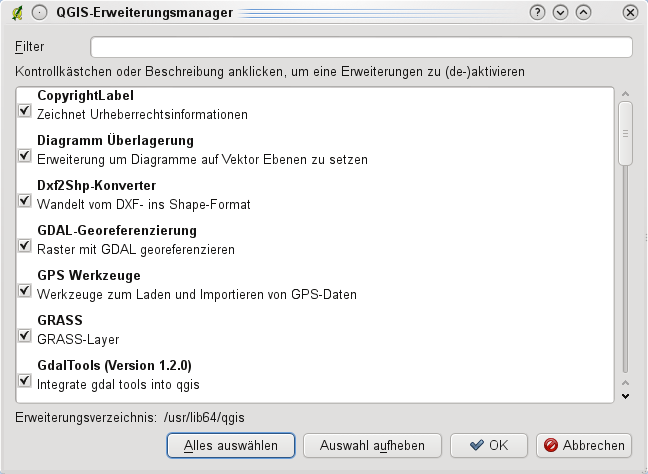 QGIS-Erweiterungsmanager
Filter
Kontrollkästchen oder Beschreibung anklicken, um eine Erweiterungen zu (de-)aktivieren
CopyrightLabel
Zeichnet Urheberrechtsinformationen
Diagramm Überlagerung
Erweiterung um Diagramme auf Vektor Ebenen zu setzen
Dxf2Shp-Konverter
Wandelt vom DXF- ins Shape-Format
GDAL-Georeferenzierung
Raster mit GDAL georeferenzieren
GPS Werkzeuge
Werkzeuge zum Laden und Importieren von GPS-Daten
GRASS
GRASS-Layer
GdalTools (Version 1.2.0)
Integrate gdal tools into qgis
Erweiterungsverzeichnis: /usr/lib64/qgis
Alles auswählen Auswahl aufheben OK Abbrechen